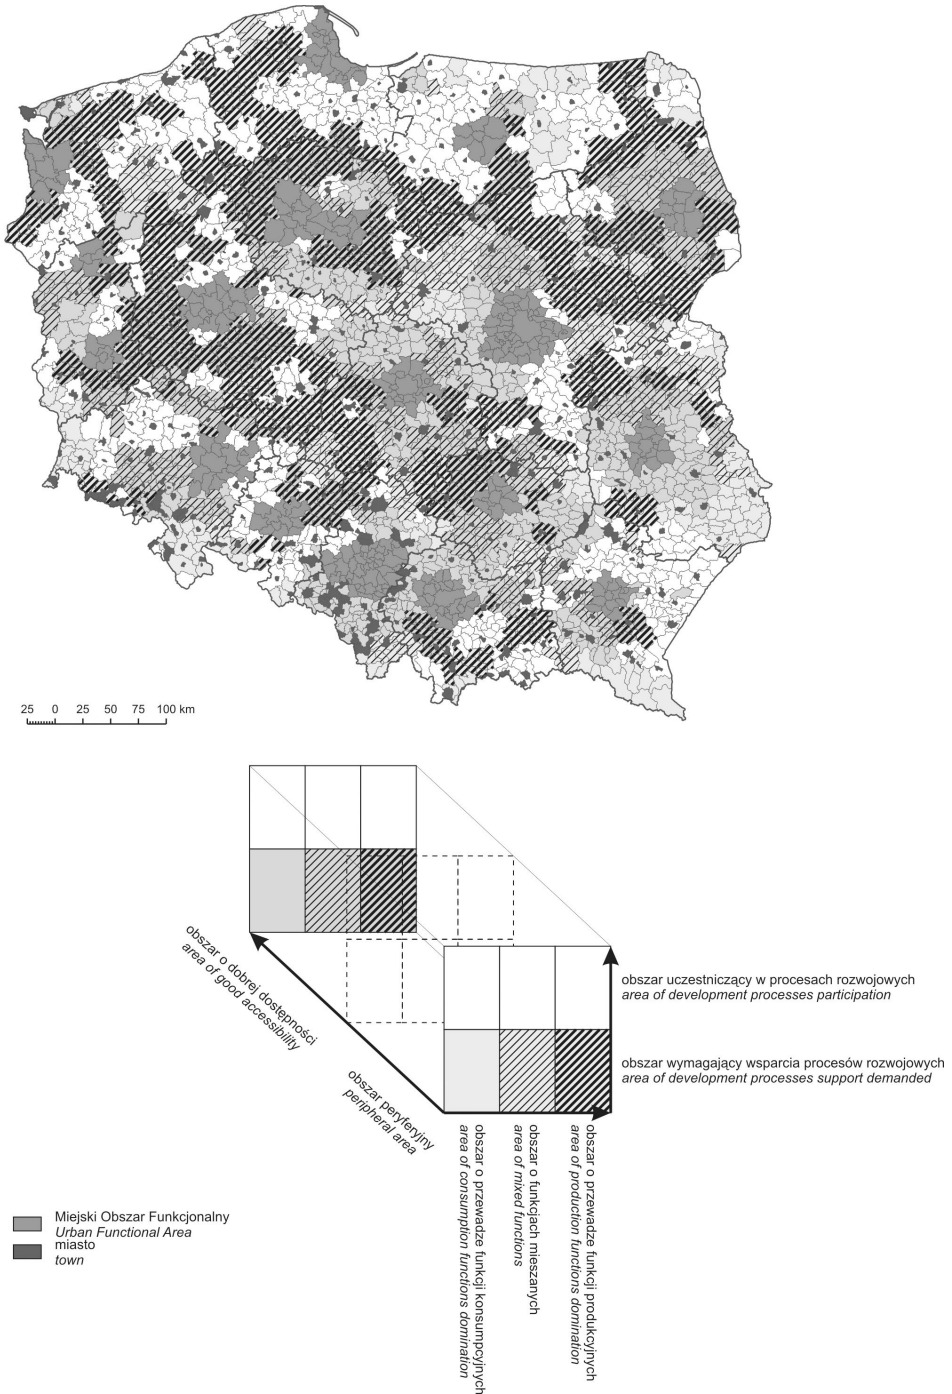 25 0 25 50 75 100 km
obszar o dobrej dostępności
area of good accessibility
obszar peryferyjny
peripheral area
obszar uczestniczący w procesach rozwojowych
area of development processes participation
obszar wymagający wsparcia procesów rozwojowych
area of development processes support demanded
obszar o przewadze funkcji konsumpcyjnych
area of consumption functions domination
obszar o funkcjach mieszanych
area of mixed functions
obszar o przewadze funkcji produkcyjnych
area of production functions domination
Miejski Obszar Funkcjonalny
Urban Functional Area
miasto
town